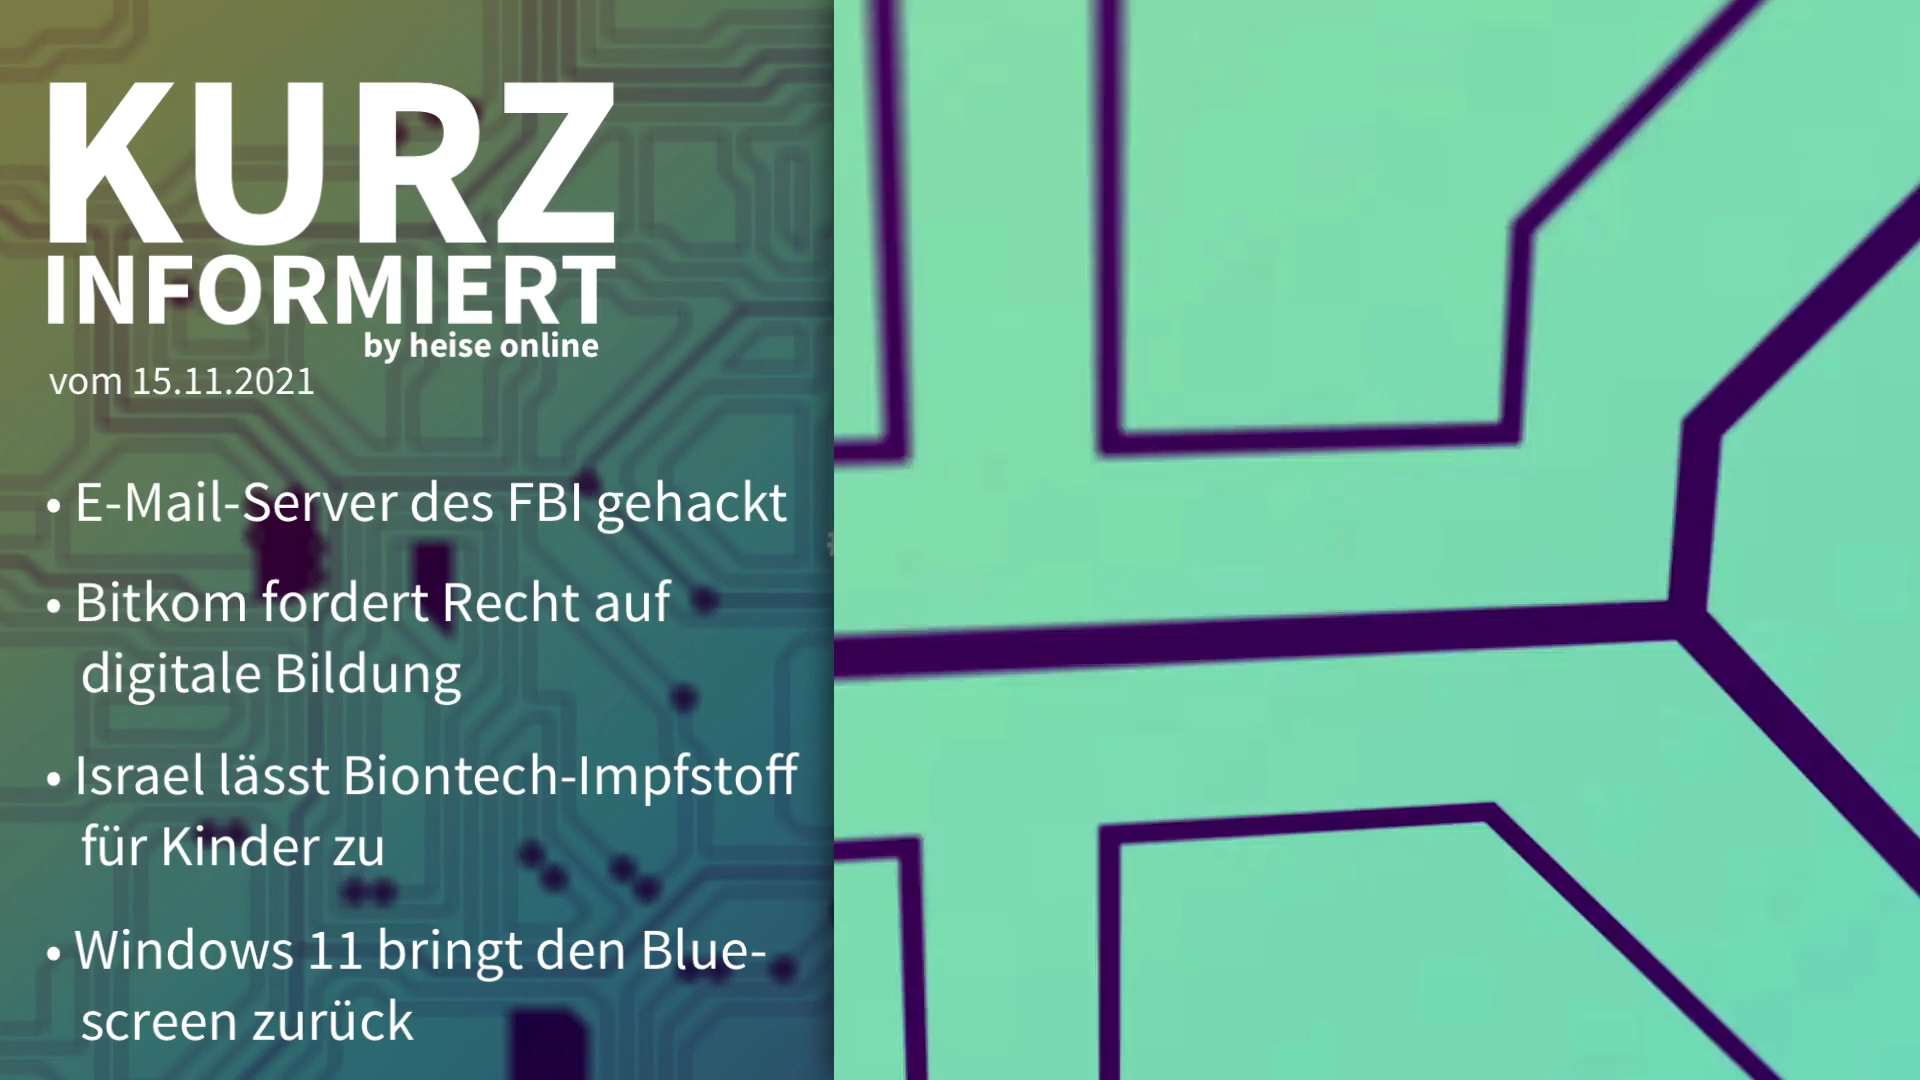 KURZ
INFORMIERT
by heise online
vom 15.11.2021
• E-Mail-Server des FBI gehackt
• Bitkom fordert Recht auf
digitale Bildung
• Israel lässt Biontech-Impfstoff
für Kinder zu
• Windows 11 bringt den Blue-
screen zurück